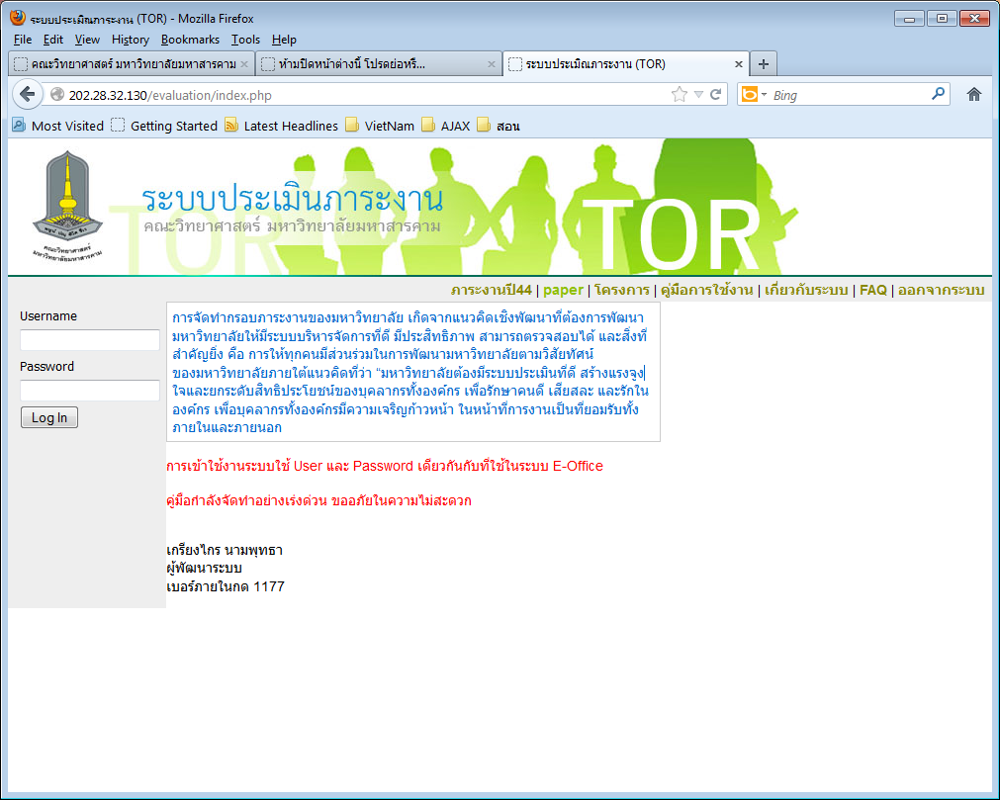 ระบบประเมิณภาระงาน (TOR) - Mozilla Firefox
File Edit View History Bookmarks Tools Help
คณะวิทยาศาสตร์ มหาวิทยาลัยมหาสารคาม
ห้ามปิดหน้าต่างนี้ โปรดย่อหรื...
ระบบประเมิณภาระงาน (TOR)
202.28.32.130/evaluation/index.php
Bing
Most Visited Getting Started Latest Headlines VietNam AJAX สอน
ระบบประเมินภาระงาน
คณะวิทยาศาสตร์ มหาวิทยาลัยมหาสารคาม
TOR
TOR
คณะวิทยาศาสตร์
มหาวิทยาลัยมหาสารคาม
ภาระงานปี44 | paper | โครงการ | คู่มือการใช้งาน | เกี่ยวกับระบบ | FAQ | ออกจากระบบ
Username
Password
Log In
การจัดทำกรอบภาระงานของมหาวิทยาลัย เกิดจากแนวคิดเชิงพัฒนาที่ต้องการพัฒนา
มหาวิทยาลัยให้มีระบบบริหารจัดการที่ดี มีประสิทธิภาพ สามารถตรวจสอบได้ และสิ่งที่
สำคัญยิ่ง คือ การให้ทุกคนมีส่วนร่วมในการพัฒนามหาวิทยาลัยตามวิสัยทัศน์
ของมหาวิทยาลัยภายใต้แนวคิดที่ว่า “มหาวิทยาลัยต้องมีระบบประเมินที่ดี สร้างแรงจูง
ใจและยกระดับสิทธิประโยชน์ของบุคลากรทั้งองค์กร เพื่อรักษาคนดี เสียสละ และรักใน
องค์กร เพื่อบุคลากรทั้งองค์กรมีความเจริญก้าวหน้า ในหน้าที่การงานเป็นที่ยอมรับทั้ง
ภายในและภายนอก
การเข้าใช้งานระบบใช้ User และ Password เดียวกันกับที่ใช้ในระบบ E-Office
คู่มือกำลังจัดทำอย่างเร่งด่วน ขออภัยในความไม่สะดวก
เกรียงไกร นามพุทธา
ผู้พัฒนาระบบ
เบอร์ภายในกด 1177